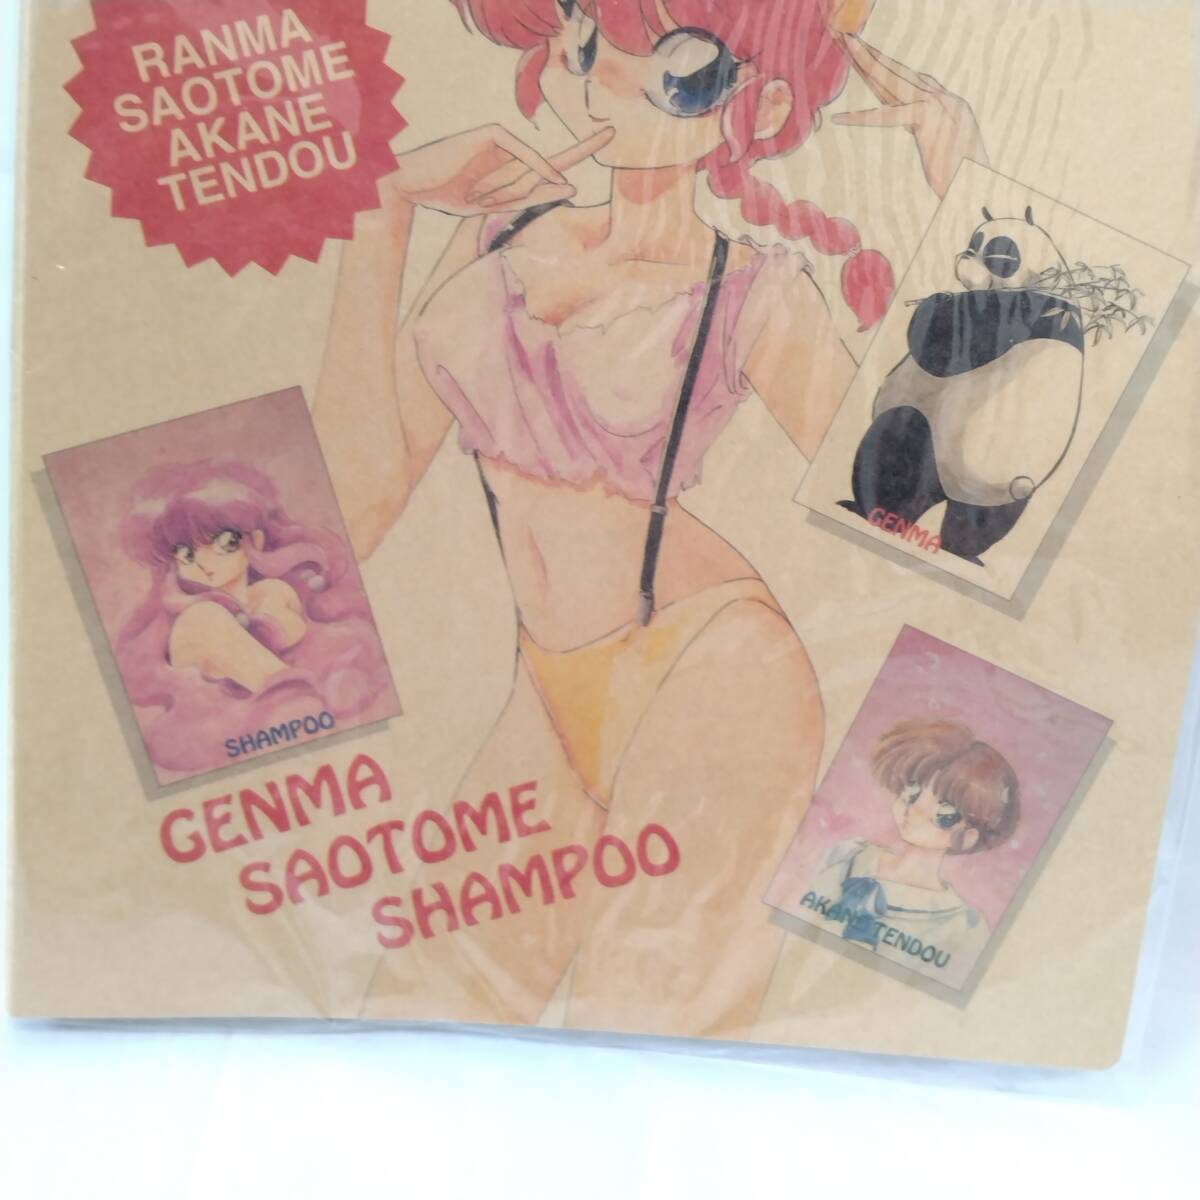 RANMA
SAOTOME
AKANE
TENDOU
GENMA
SHAMPOO
GENMA
SAOTOME
SHAMPOO
AKANE TENDOU